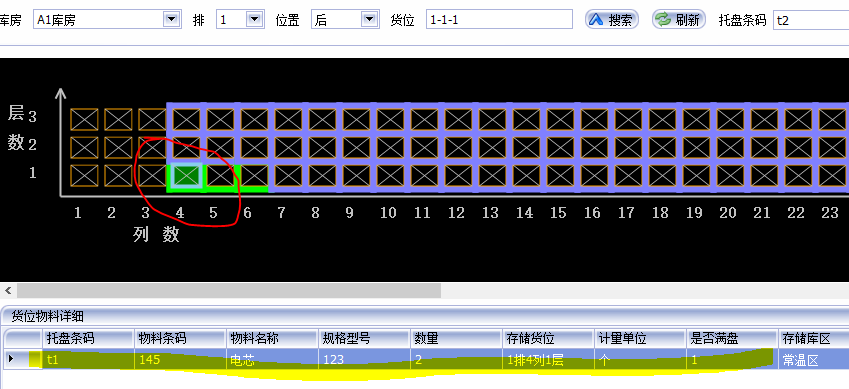 库房 A1库房 排 1 位置 后 货位 1-1-1 搜索 刷新 托盘条码 t2
层 3
数 2
1
1 2 3 4 5 6 7 8 9 10 11 12 13 14 15 16 17 18 19 20 21 22 23
列 数
货位物料详细
托盘条码 物料条码 物料名称 规格型号 数量 存储货位 计量单位 是否满盘 存储库区
t1 145 电芯 123 2 1排4列1层 个 1 常温区